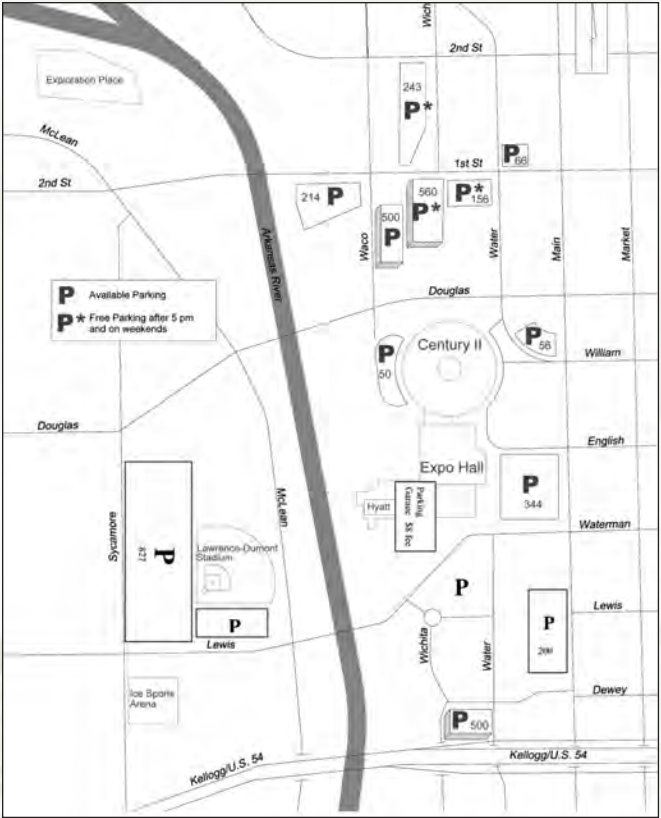 Wich
2nd St
Exploration Place
243
P*
McLean
1st St
P
66
2nd St
214 P
500
P
560
P*
P*
156
Arkansas River
Waco
Water
Main
Market
P Available Parking
P* Free Parking after 5 pm
and on weekends
Douglas
Century II
P
50
P
56
William
Douglas
English
Expo Hall
P
344
Hyatt
Parking
Garage $8 fee
McLean
Waterman
Sycamore
P
827
Lawrence-Dumont
Stadium
P
Lewis
P
Lewis
P
200
Wichita
Water
Dewey
Ice Sports
Arena
P 500
Kellogg/U.S. 54
Kellogg/U.S. 54